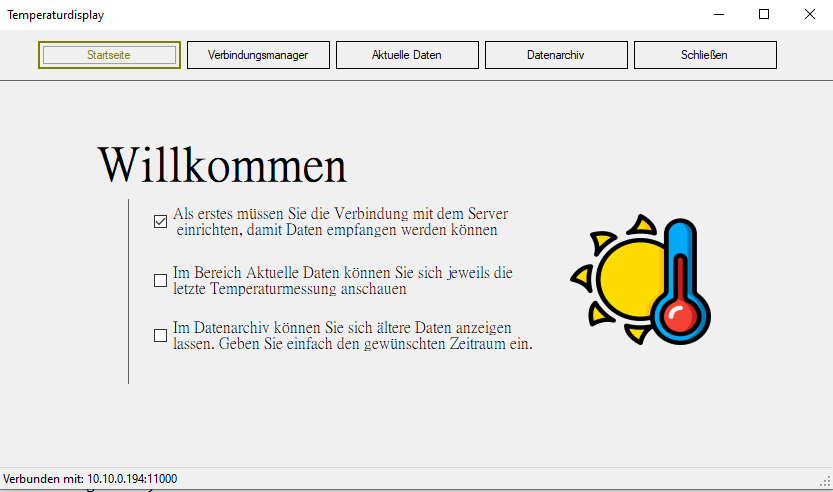 Temperaturdisplay
Startseite
Verbindungsmanager
Aktuelle Daten
Datenarchiv
Schließen
Willkommen
Als erstes müssen Sie die Verbindung mit dem Server
einrichten, damit Daten empfangen werden können
Im Bereich Aktuelle Daten können Sie sich jeweils die
letzte Temperaturmessung anschauen
Im Datenarchiv können Sie sich ältere Daten anzeigen
lassen. Geben Sie einfach den gewünschten Zeitraum ein.
Verbunden mit: 10.10.0.194:11000